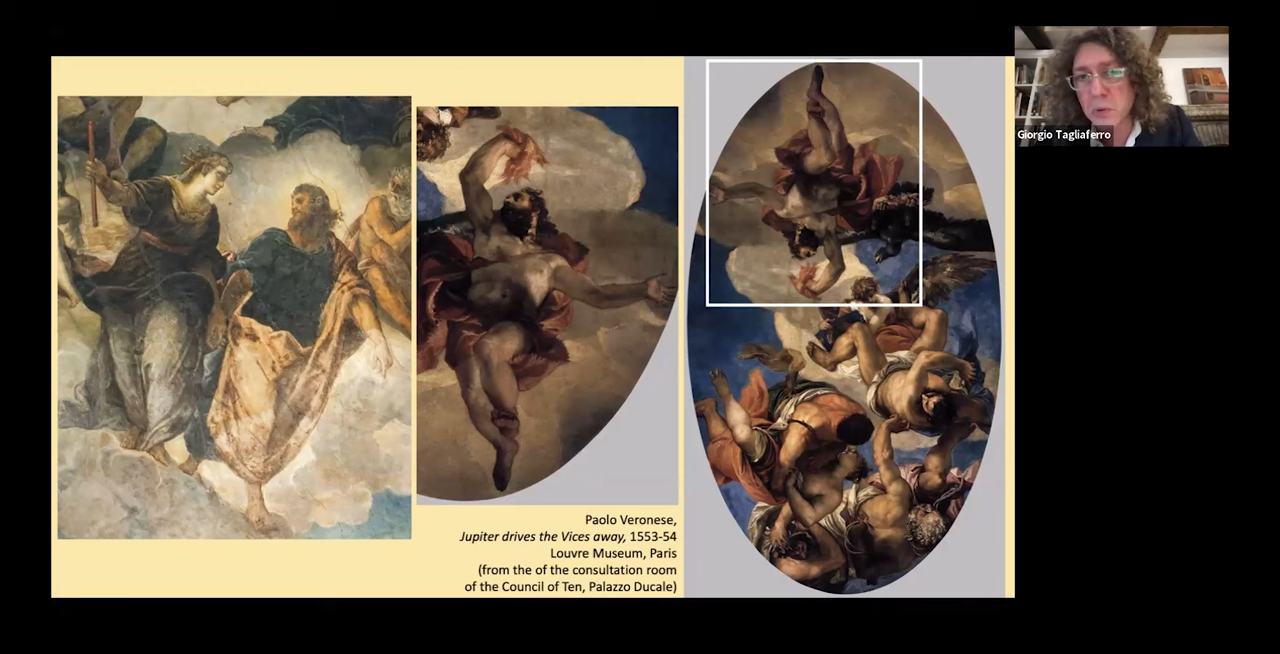 Giorgio Tagliaferro
Paolo Veronese,
Jupiter drives the Vices away, 1553-54
Louvre Museum, Paris
(from the of the consultation room
of the Council of Ten, Palazzo Ducale)